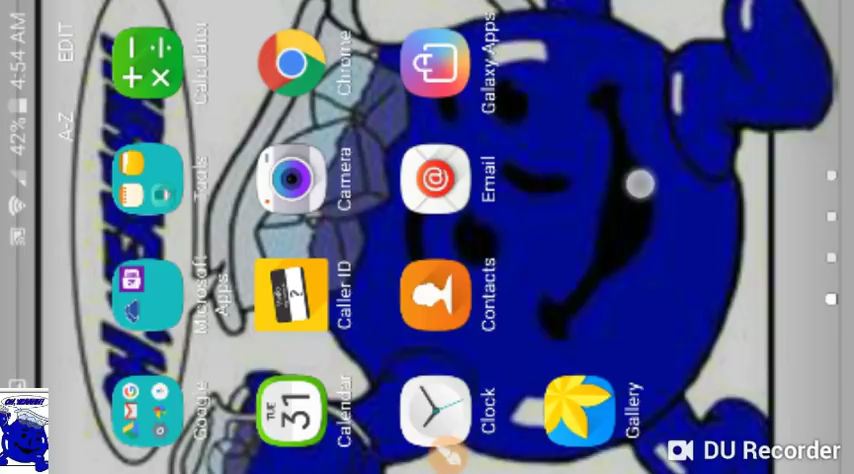 42% 4:54 AM
A-Z EDIT
Google
Microsoft Apps
Tools
Calculator
TUE
31
Calendar
Caller ID
Camera
Chrome
Clock
Contacts
@
Email
Galaxy Apps
Gallery
DU Recorder